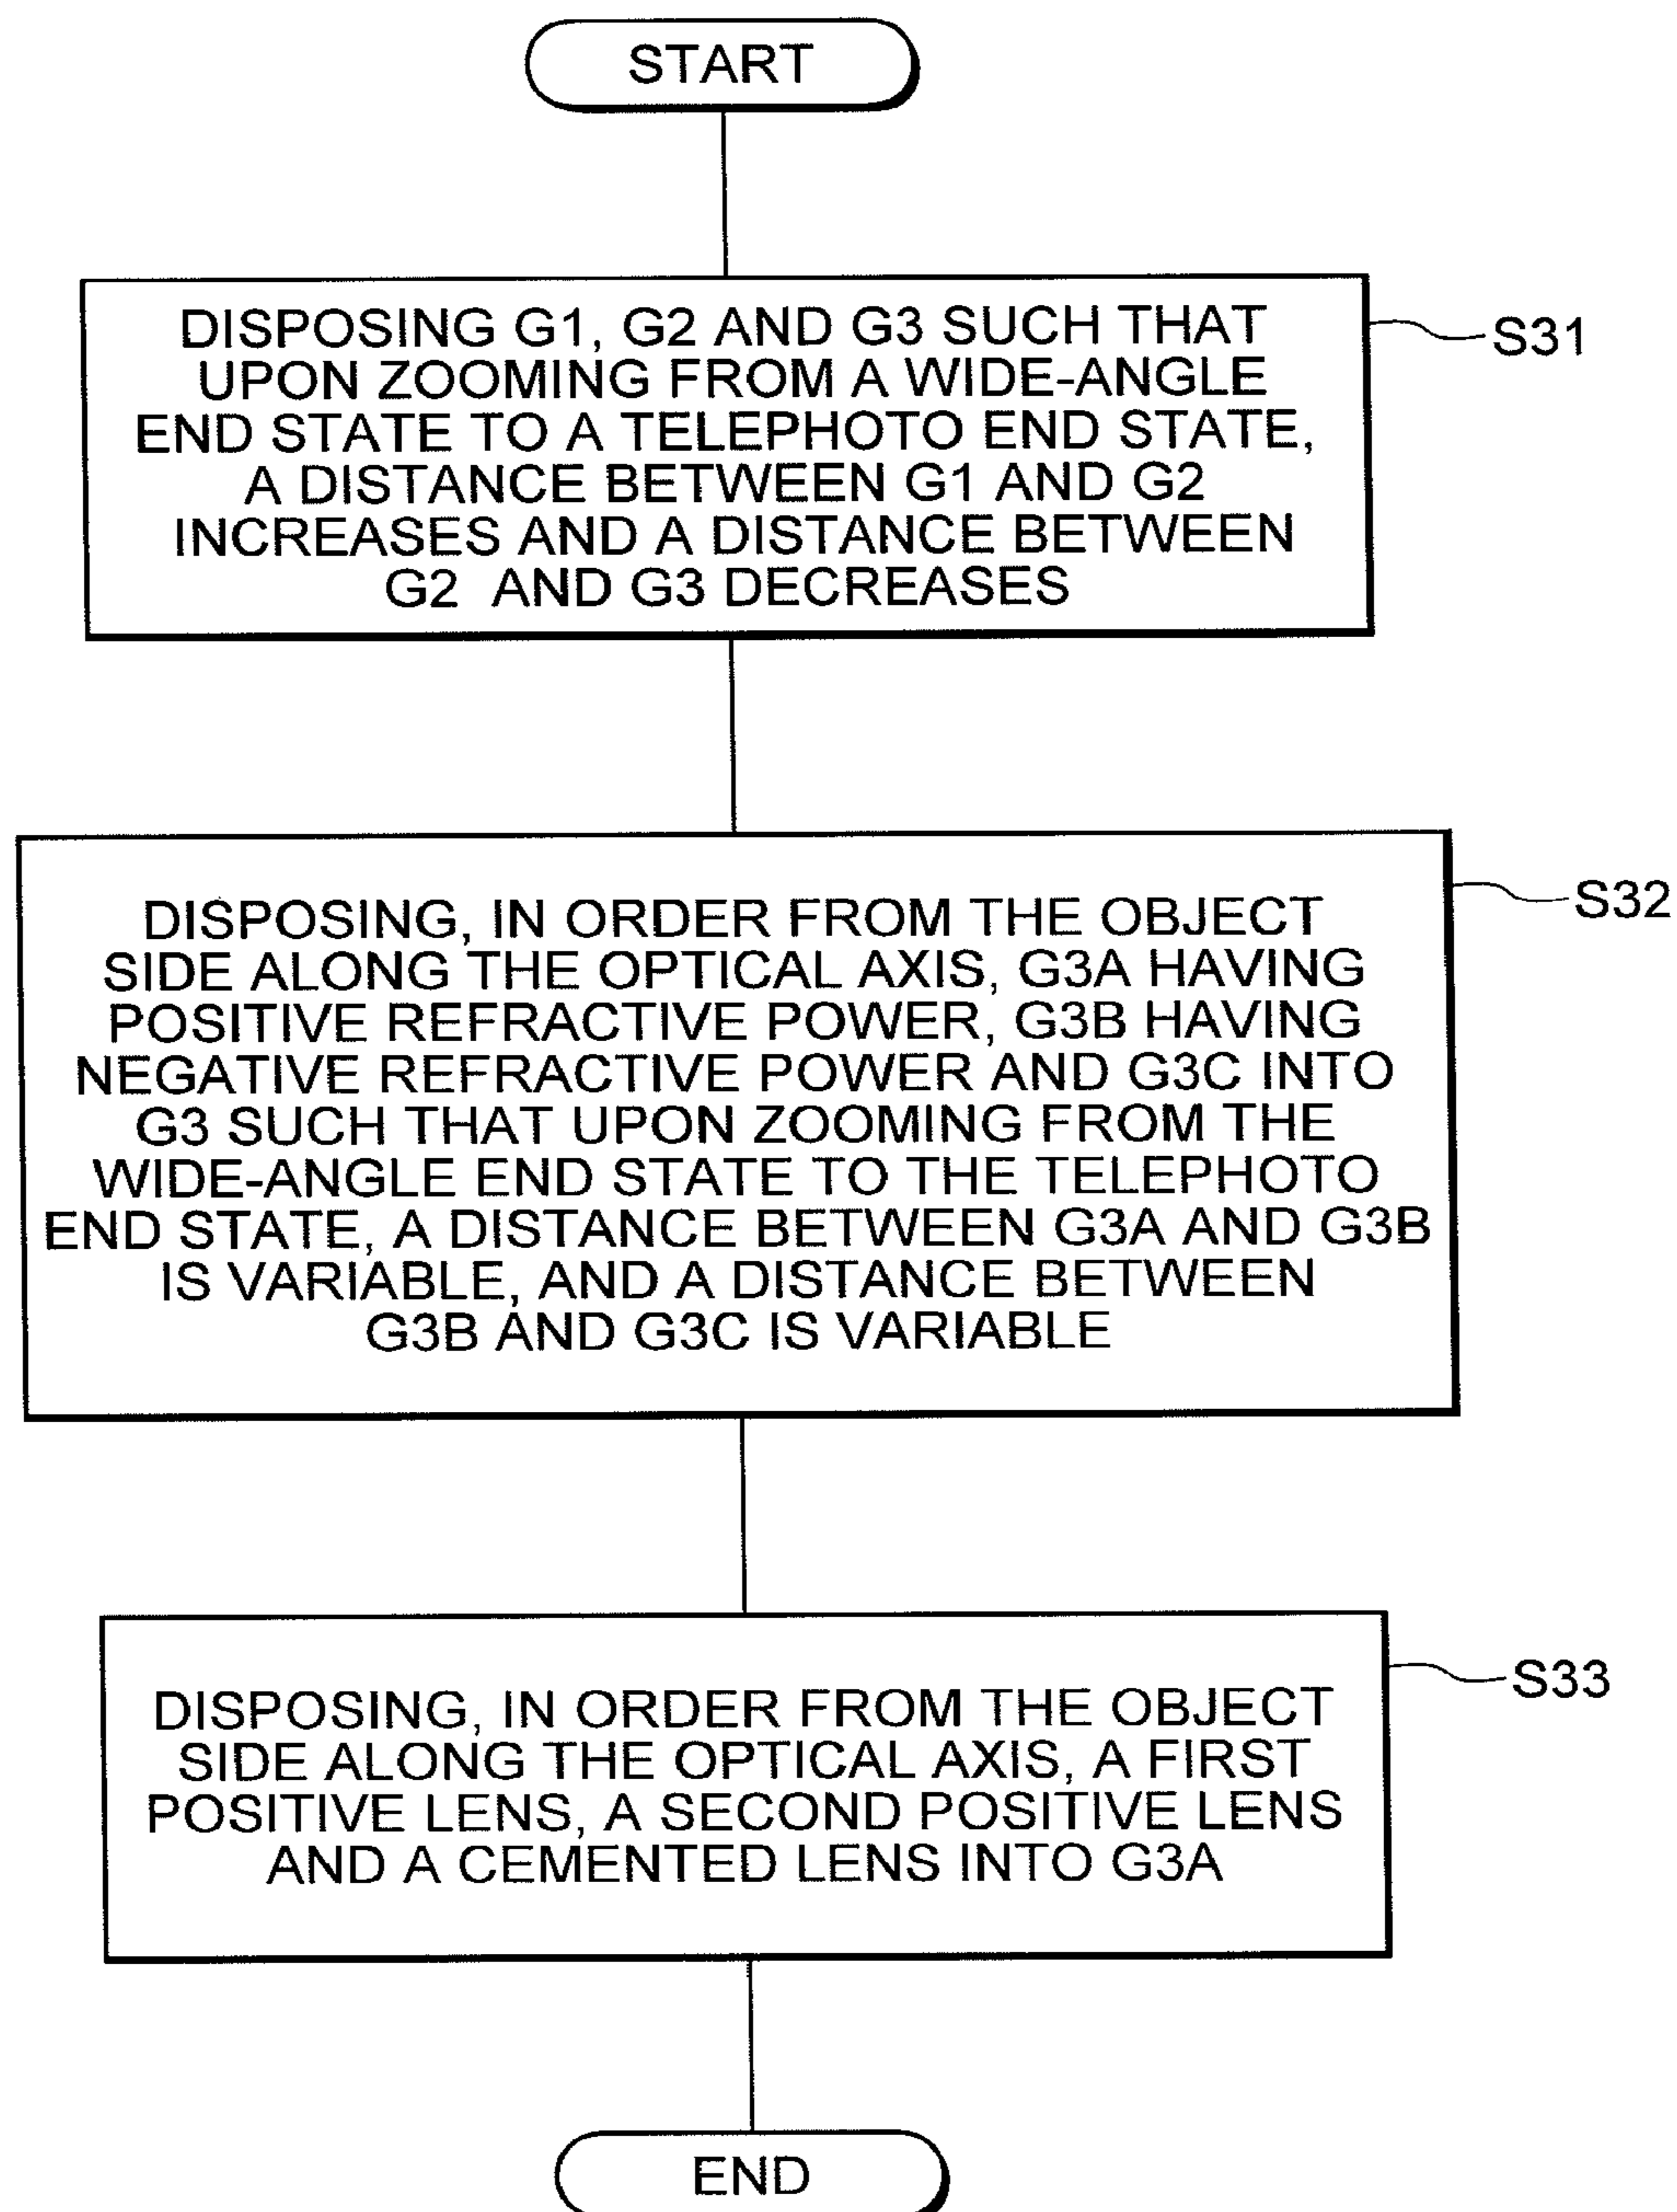 START
DISPOSING G1, G2 AND G3 SUCH THAT
UPON ZOOMING FROM A WIDE-ANGLE
END STATE TO A TELEPHOTO END STATE,
A DISTANCE BETWEEN G1 AND G2
INCREASES AND A DISTANCE BETWEEN
G2 AND G3 DECREASES
S31
DISPOSING, IN ORDER FROM THE OBJECT
SIDE ALONG THE OPTICAL AXIS, G3A HAVING
POSITIVE REFRACTIVE POWER, G3B HAVING
NEGATIVE REFRACTIVE POWER AND G3C INTO
G3 SUCH THAT UPON ZOOMING FROM THE
WIDE-ANGLE END STATE TO THE TELEPHOTO
END STATE, A DISTANCE BETWEEN G3A AND G3B
IS VARIABLE, AND A DISTANCE BETWEEN
G3B AND G3C IS VARIABLE
S32
DISPOSING, IN ORDER FROM THE OBJECT
SIDE ALONG THE OPTICAL AXIS, A FIRST
POSITIVE LENS, A SECOND POSITIVE LENS
AND A CEMENTED LENS INTO G3A
S33
END